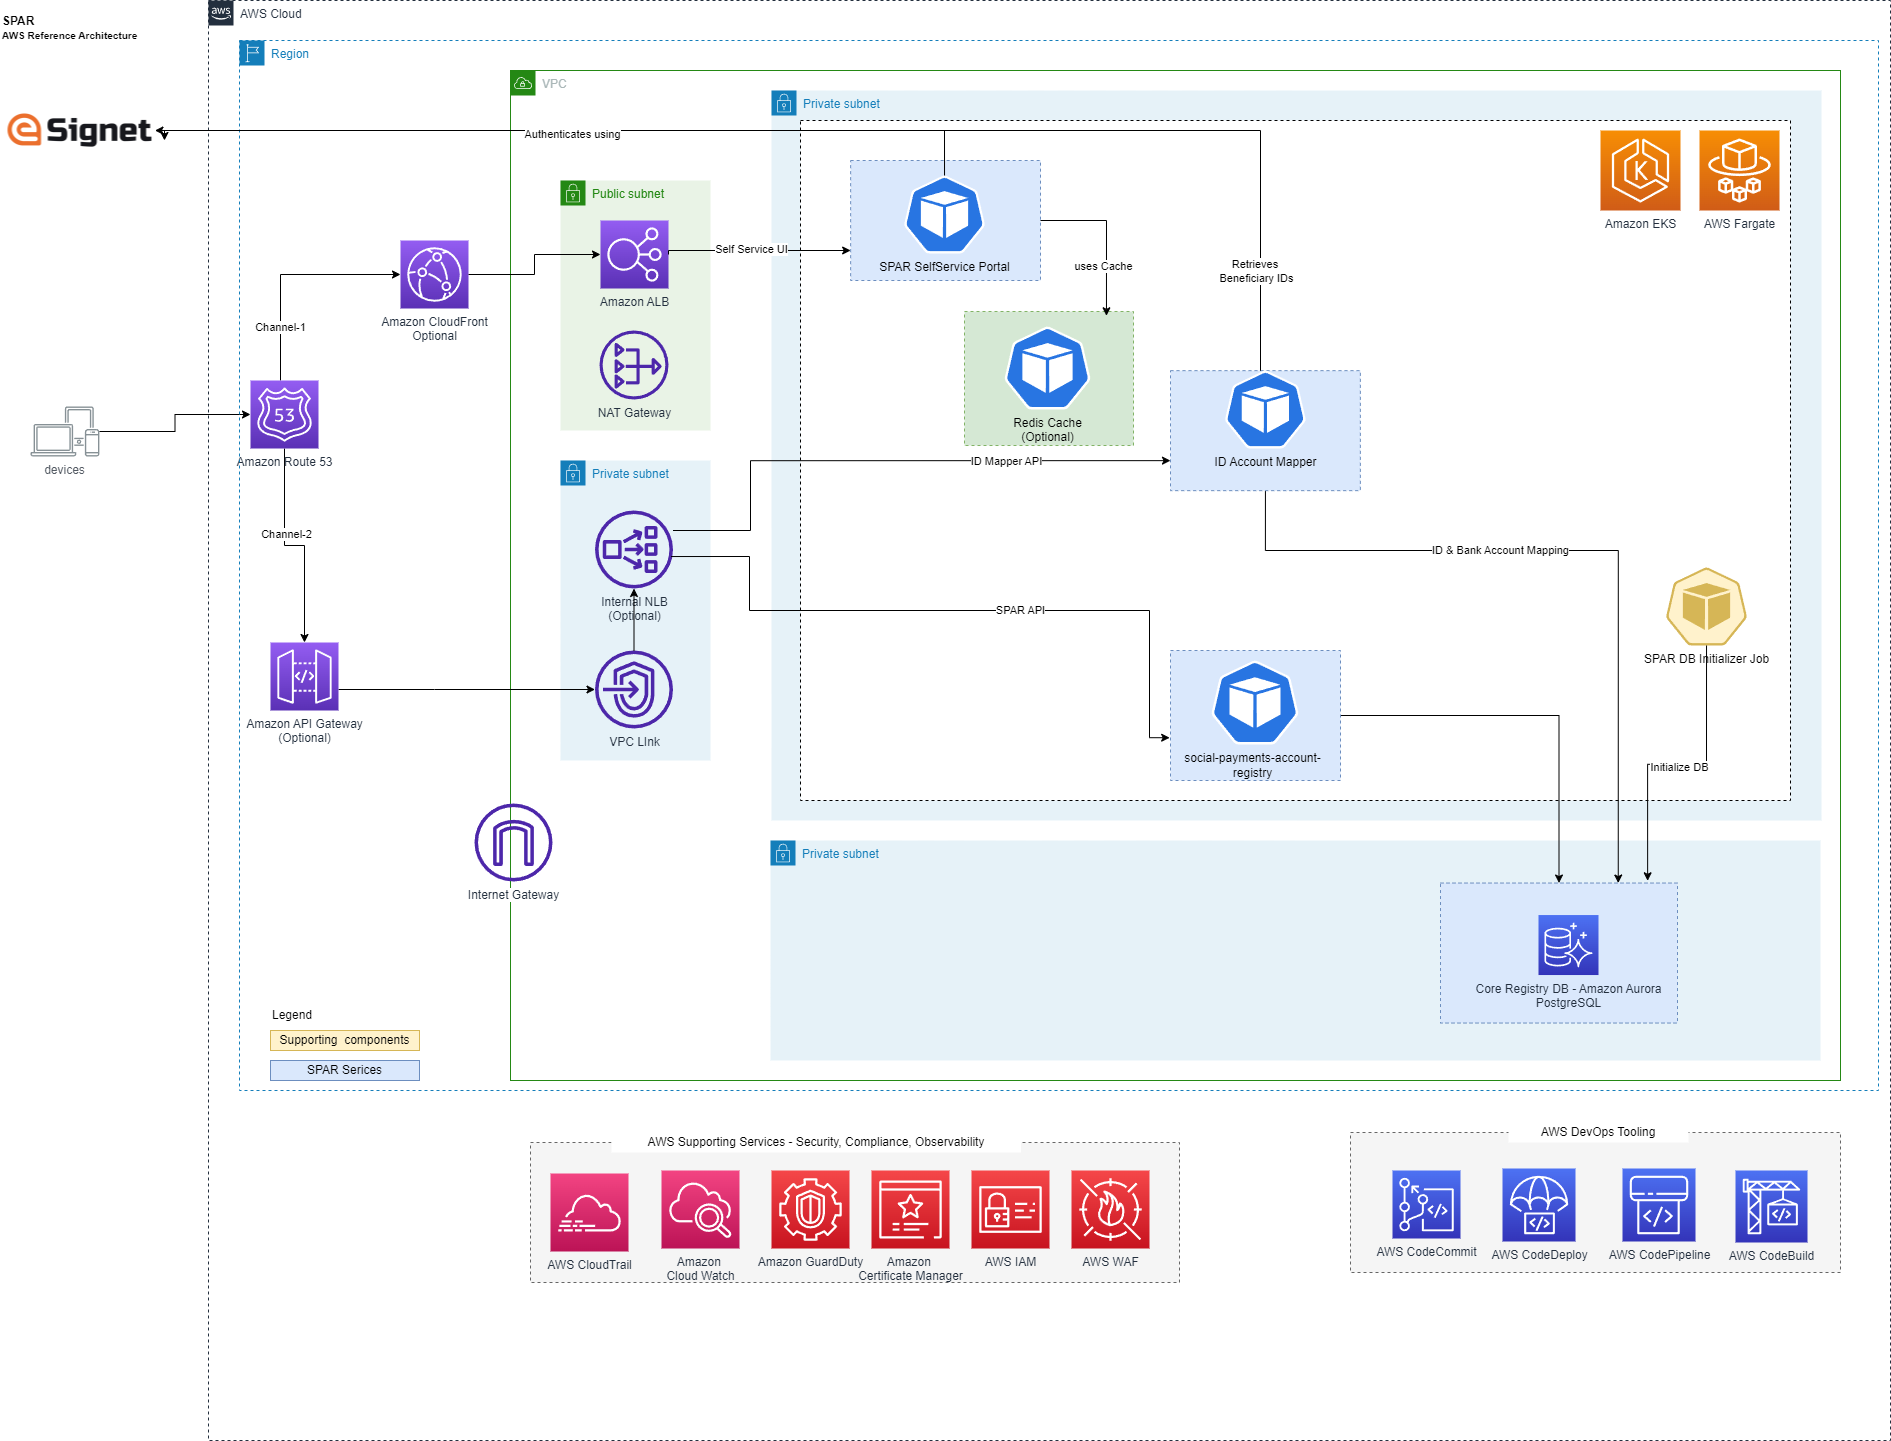 SPAR
AWS Reference Architecture
aws
AWS Cloud
Region
VPC
Private subnet
eSignet
Authenticates using
Public subnet
Amazon EKS
AWS Fargate
Self Service UI
SPAR SelfService Portal
uses Cache
Retrieves
Beneficiary IDs
Amazon ALB
Amazon CloudFront
Optional
Channel-1
NAT Gateway
53
Redis Cache
(Optional)
Amazon Route 53
devices
ID Mapper API
ID Account Mapper
Private subnet
Channel-2
ID & Bank Account Mapping
Internal NLB
(Optional)
SPAR API
SPAR DB Initializer Job
Amazon API Gateway
(Optional)
VPC LInk
social-payments-account-
registry
Initialize DB
Private subnet
Internet Gateway
Core Registry DB - Amazon Aurora
PostgreSQL
Legend
Supporting  components
SPAR Serices
AWS Supporting Services - Security, Compliance, Observability
AWS CloudTrail
Amazon
Cloud Watch
Amazon GuardDuty
Amazon
Certificate Manager
AWS IAM
AWS WAF
AWS DevOps Tooling
AWS CodeCommit
AWS CodeDeploy
AWS CodePipeline
AWS CodeBuild